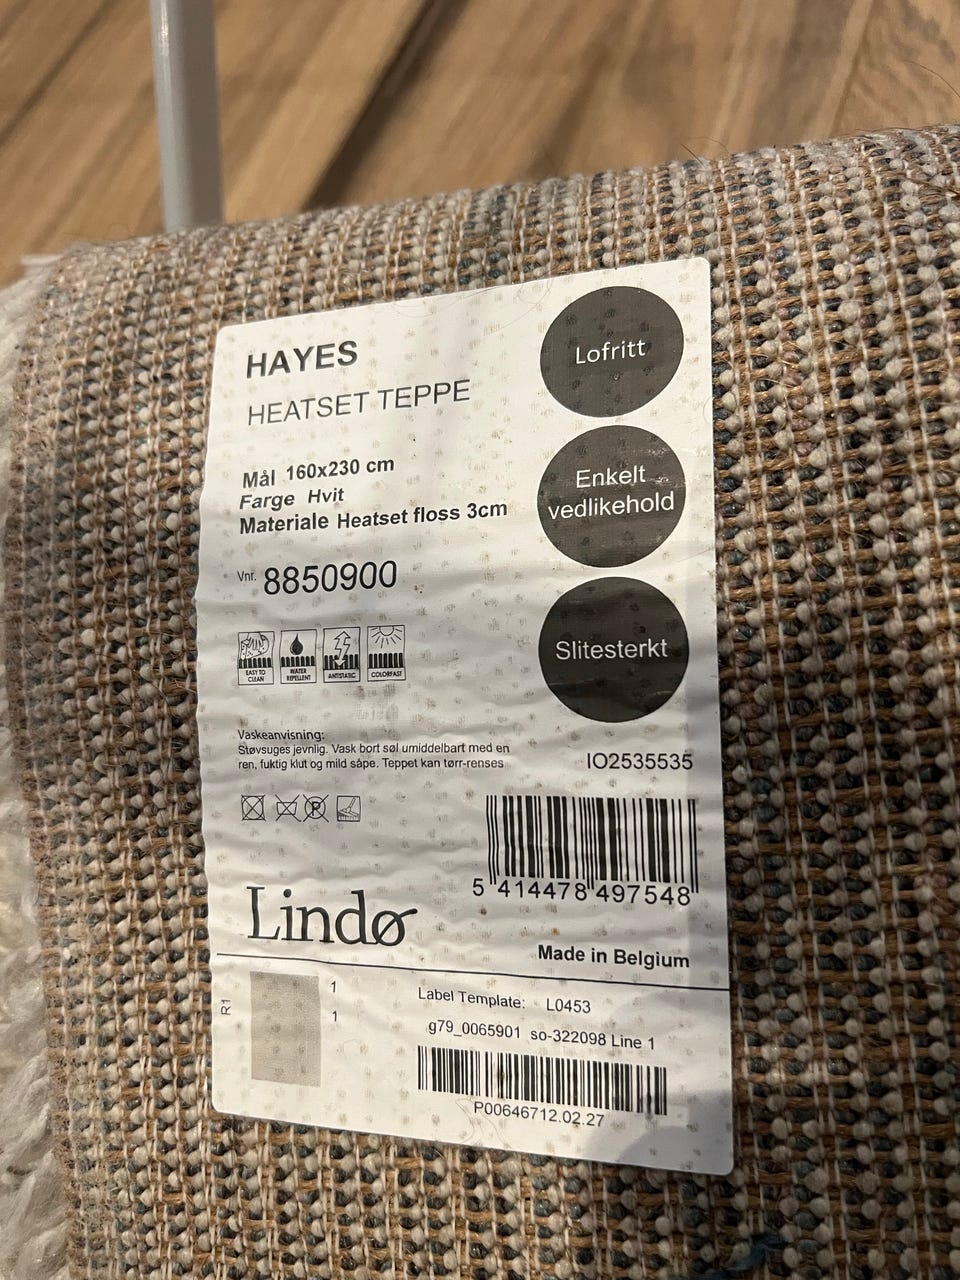 HAYES
HEATSET TEPPE
Mål 160x230 cm
Farge Hvit
Materiale Heatset floss 3cm
Vnr. 8850900
Lofritt
Enkelt
vedlikehold
Slitesterkt
EASY TO
CLEAN
WATER
REPELLENT
ANTISTATIC
COLORFAST
Vaskeanvisning:
Støvsuges jevnlig. Vask bort søl umiddelbart med en
ren, fuktig klut og mild såpe. Teppet kan tørr-renses
P
IO2535535
5 414478 497548
Lindø
Made in Belgium
R1
1
1
Label Template: L0453
g79_0065901 so-322098 Line 1
P00646712.02.27